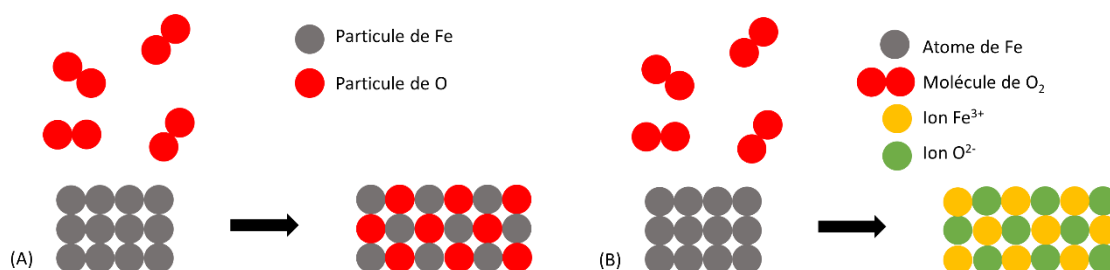 Particule de Fe
Particule de O
(A)
Atome de Fe
Molécule de O₂
Ion Fe³⁺
Ion O²⁻
(B)